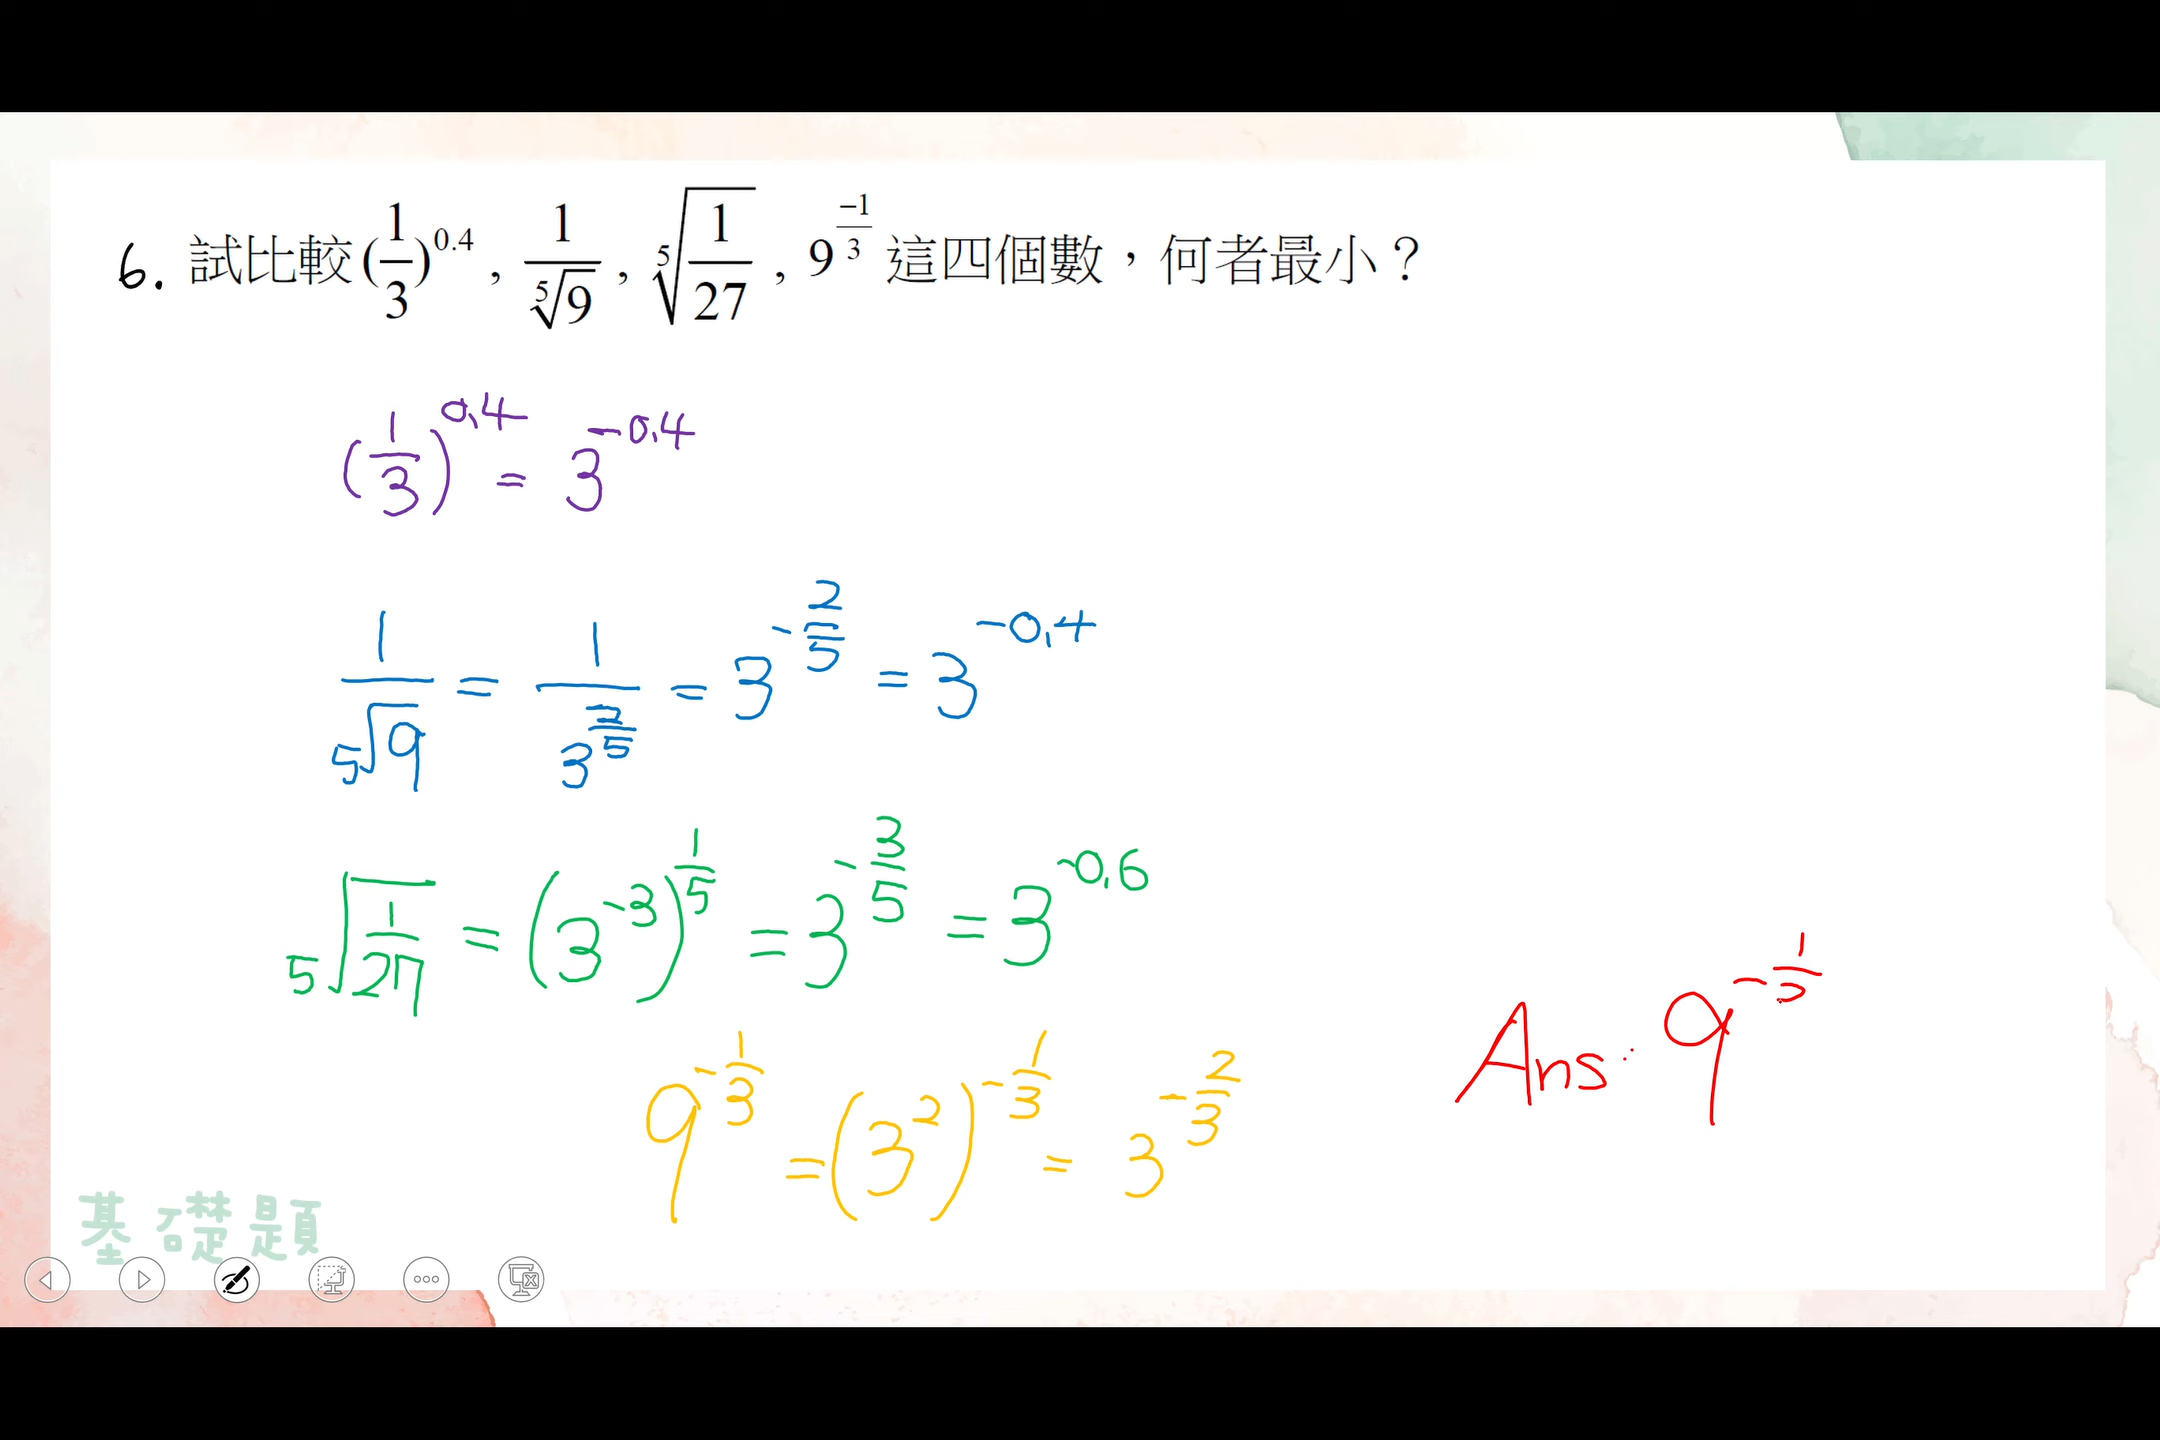 6. 試比較(1/3)^0.4 , 1/⁵√9 , ⁵√(1/27) , 9^(-1/3) 這四個數，何者最小？
(1/3)^0.4 = 3^-0.4
1/⁵√9 = 1/3^(2/5) = 3^(-2/5) = 3^-0.4
⁵√(1/27) = (3^-3)^(1/5) = 3^(-3/5) = 3^-0.6
9^(-1/3) = (3^2)^(-1/3) = 3^(-2/3)
Ans: 9^(-1/3)
基礎題